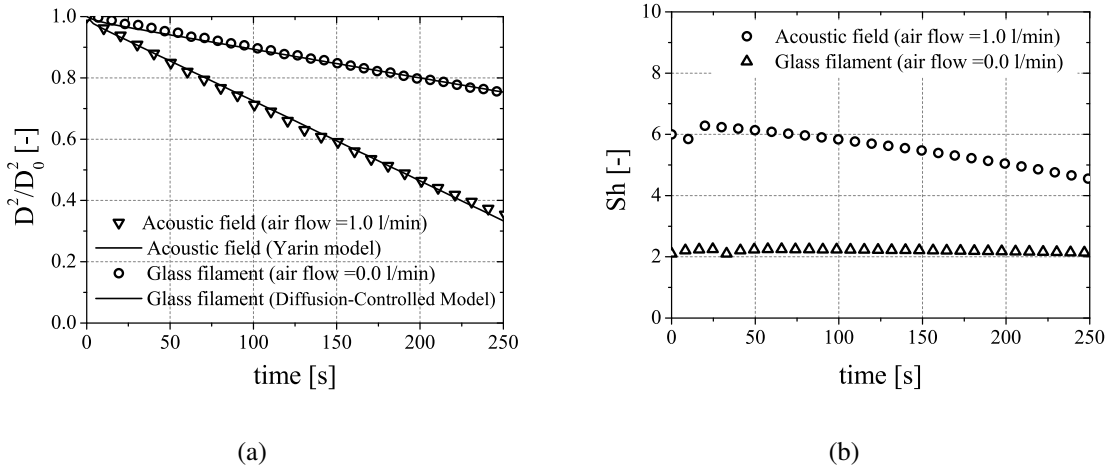 1.0
0.8
0.6
0.4
0.2
0.0
D²/D₀² [-]
Acoustic field (air flow =1.0 l/min)
Acoustic field (Yarin model)
Glass filament (air flow =0.0 l/min)
Glass filament (Diffusion-Controlled Model)
0 50 100 150 200 250
time [s]
(a)
10
8
6
4
2
0
Sh [-]
Acoustic field (air flow =1.0 l/min)
Glass filament (air flow =0.0 l/min)
0 50 100 150 200 250
time [s]
(b)